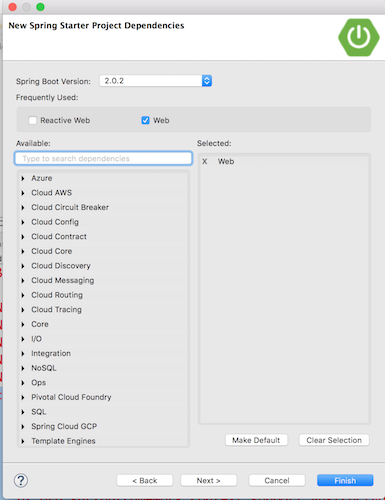 New Spring Starter Project Dependencies
Spring Boot Version: 2.0.2
Frequently Used:
Reactive Web Web
Available: Selected:
Type to search dependencies
X Web
Azure
Cloud AWS
Cloud Circuit Breaker
Cloud Config
Cloud Contract
Cloud Core
Cloud Discovery
Cloud Messaging
Cloud Routing
Cloud Tracing
Core
I/O
Integration
NoSQL
Ops
Pivotal Cloud Foundry
SQL
Spring Cloud GCP
Template Engines
Make Default Clear Selection
? < Back Next > Cancel Finish